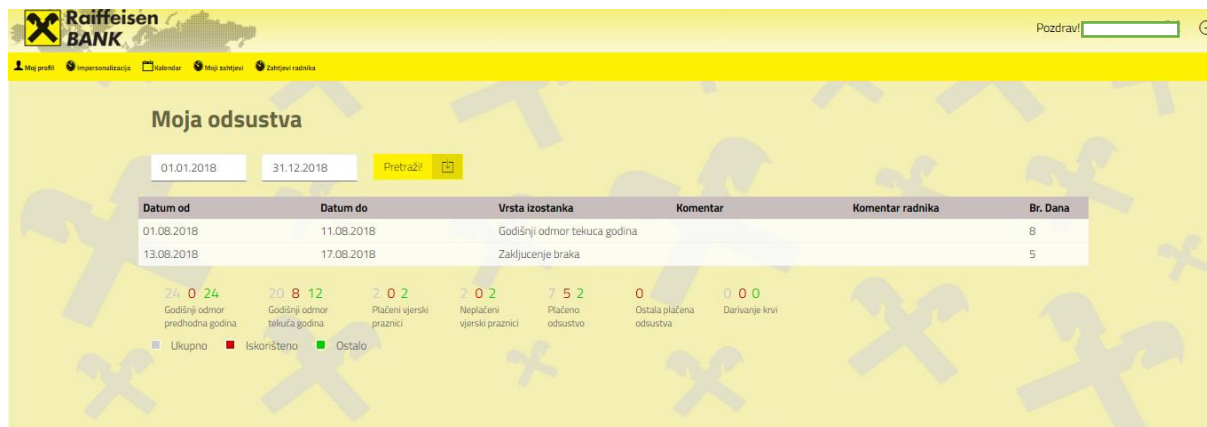 Raiffeisen
BANK
Pozdrav!
Moj profil Impersonalizacija Kalendar Moji zahtjevi Zahtjevi radnika
Moja odsustva
01.01.2018 31.12.2018 Pretraži!
Datum od Datum do Vrsta izostanka Komentar Komentar radnika Br. Dana
01.08.2018 11.08.2018 Godišnji odmor tekuca godina 8
13.08.2018 17.08.2018 Zakljucenje braka 5
24 0 24 20 8 12 2 0 2 2 0 2 7 5 2 0 0 0 0
Godišnji odmor Godišnji odmor Plaćeni vjerski Neplaćeni Plaćeno Ostala plaćena Darivanje krvi
predhodna godina tekuća godina praznici vjerski praznici odsustvo odsustva
Ukupno Iskorišteno Ostalo